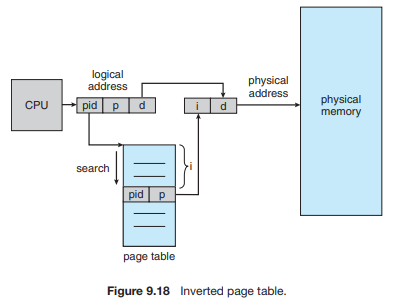 logical
address
physical
address
CPU
pid p d
i d
physical
memory
search
i
pid p
page table
Figure 9.18 Inverted page table.